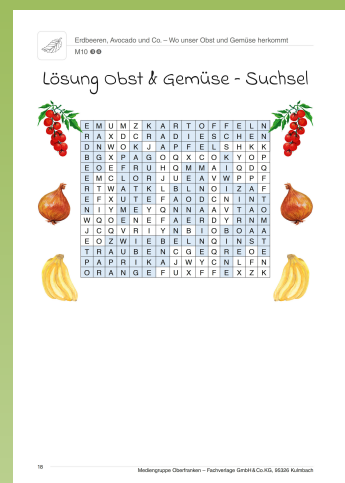 Erdbeeren, Avocado und Co. – Wo unser Obst und Gemüse herkommt
M10
Lösung Obst & Gemüse - Suchsel
E M U M Z K A R T O F F E L N
R A X D C R A D I E S C H E N
D N W O K J A P F E L S H K K
B G X P A G O Q X C O K Y O P
E O E F R U H Q M M A I Q D Q
E M C L O R J U E A V W P P F
R T W A T K L B L N O I Z A F
E F X U T E F A O D C N I N T
N I Y M E Y Q N N A A V T A O
W Q O E N E F A E R D Y R N M
J C Q V R I Y N B I O B O A A
E O Z W I E B E L N Q I N S T
T R A U B E N C G E Q R E O E
P A P R I K A J W Y C N L F N
O R A N G E F U X F F E X Z K
18
Mediengruppe Oberfranken – Fachverlage GmbH & Co. KG, 95326 Kulmbach